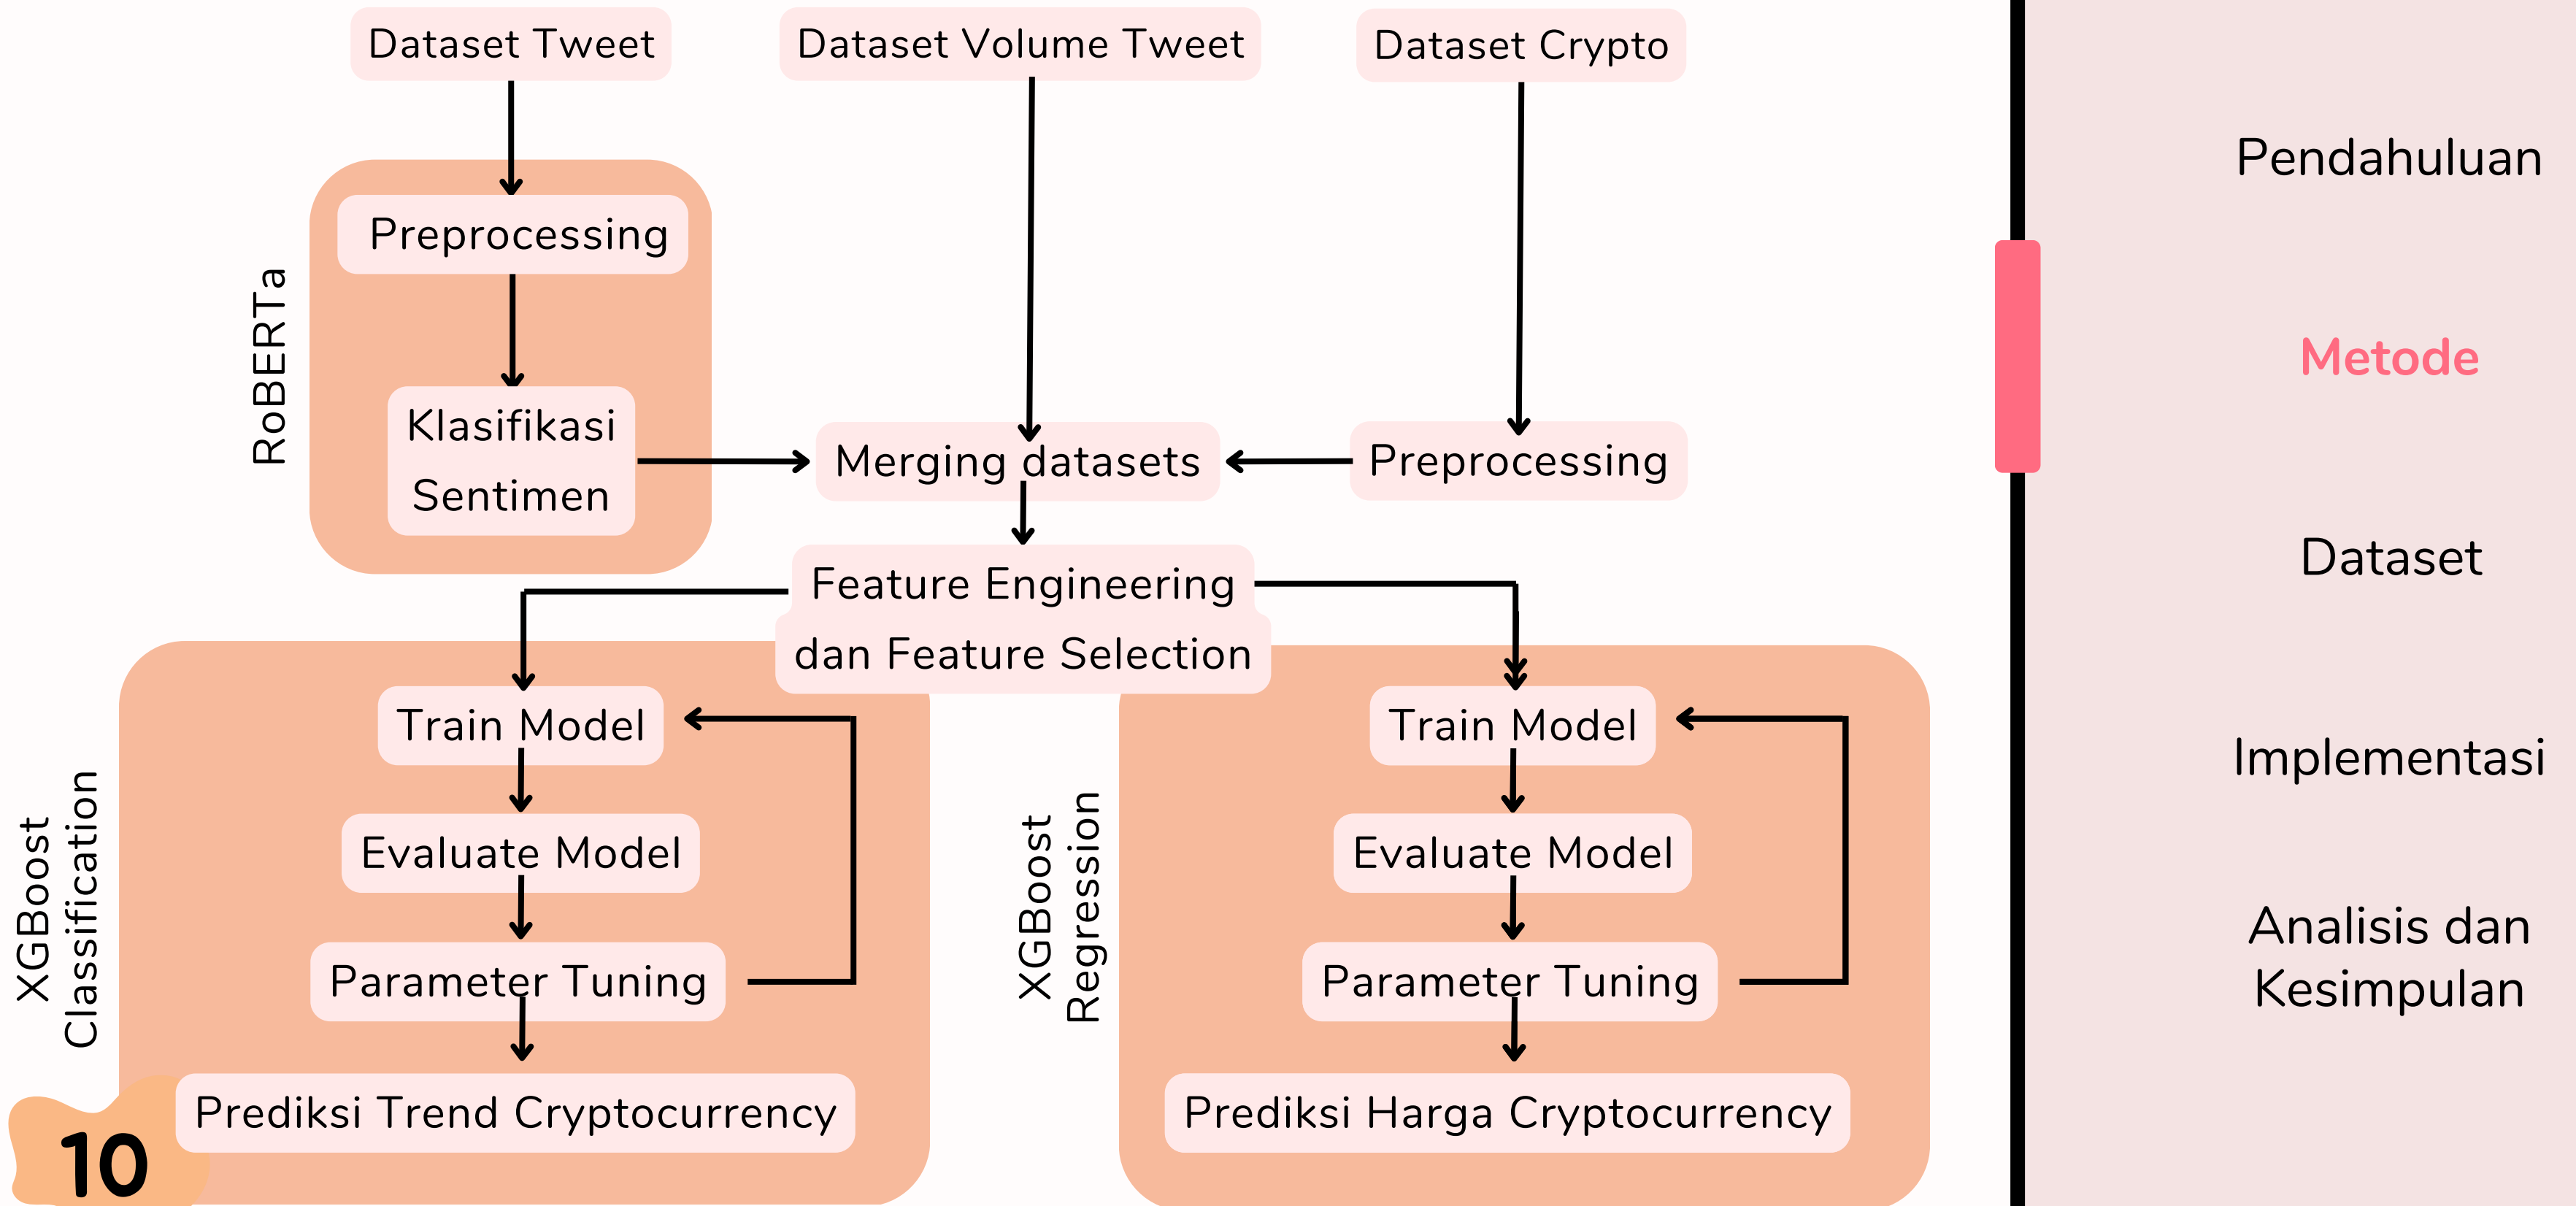 Dataset Tweet
Dataset Volume Tweet
Dataset Crypto
RoBERTa
Preprocessing
Klasifikasi
Sentimen
Merging datasets
Preprocessing
Feature Engineering
dan Feature Selection
XGBoost
Classification
Train Model
Evaluate Model
Parameter Tuning
Prediksi Trend Cryptocurrency
XGBoost
Regression
Train Model
Evaluate Model
Parameter Tuning
Prediksi Harga Cryptocurrency
10
Pendahuluan
Metode
Dataset
Implementasi
Analisis dan
Kesimpulan